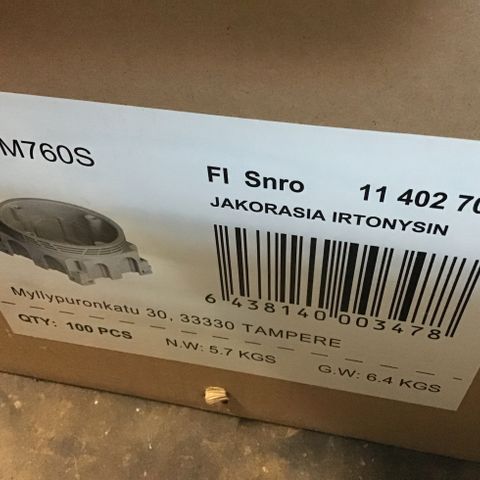 M760S
FI Snro 11 402 70
JAKORASIA IRTONYSIN
6 438140 003478
Myllypuronkatu 30, 33330 TAMPERE
QTY: 100 PCS N.W: 5.7 KGS G.W: 6.4 KGS